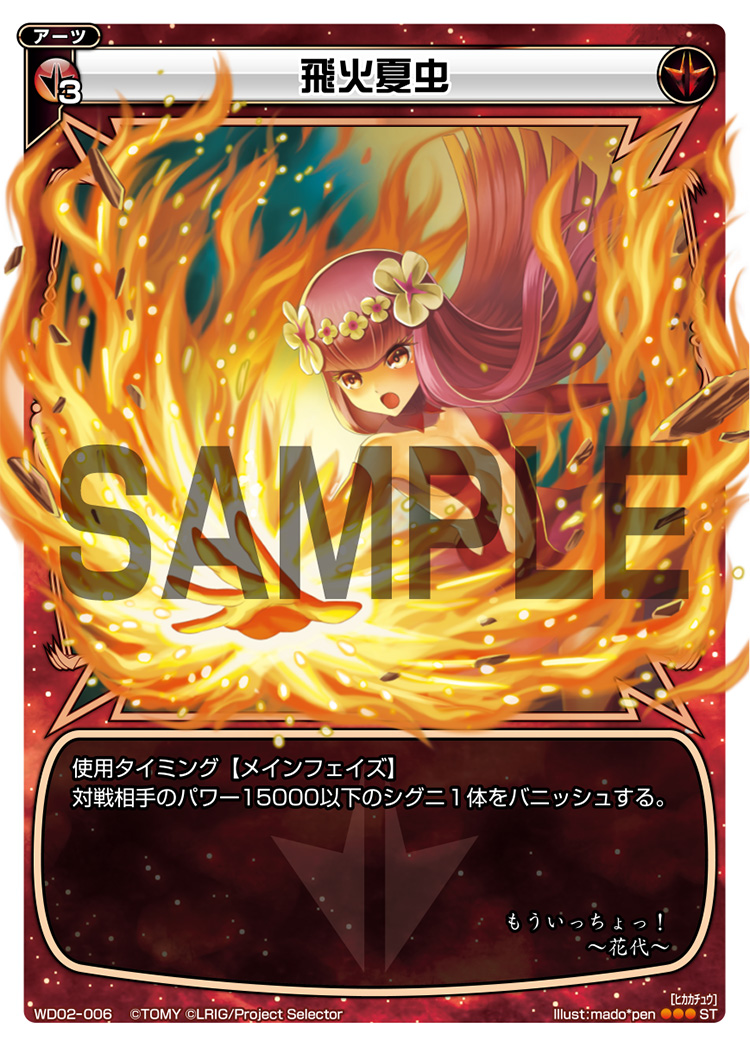 アーツ
3
飛火夏虫
SAMPLE
使用タイミング【メインフェイズ】
対戦相手のパワー15000以下のシグニ1体をバニッシュする。
もういっちょっ！
～花代～
[ヒカカチュウ]
WD02-006 ©TOMY ©LRIG/Project Selector Illust:mado*pen ST